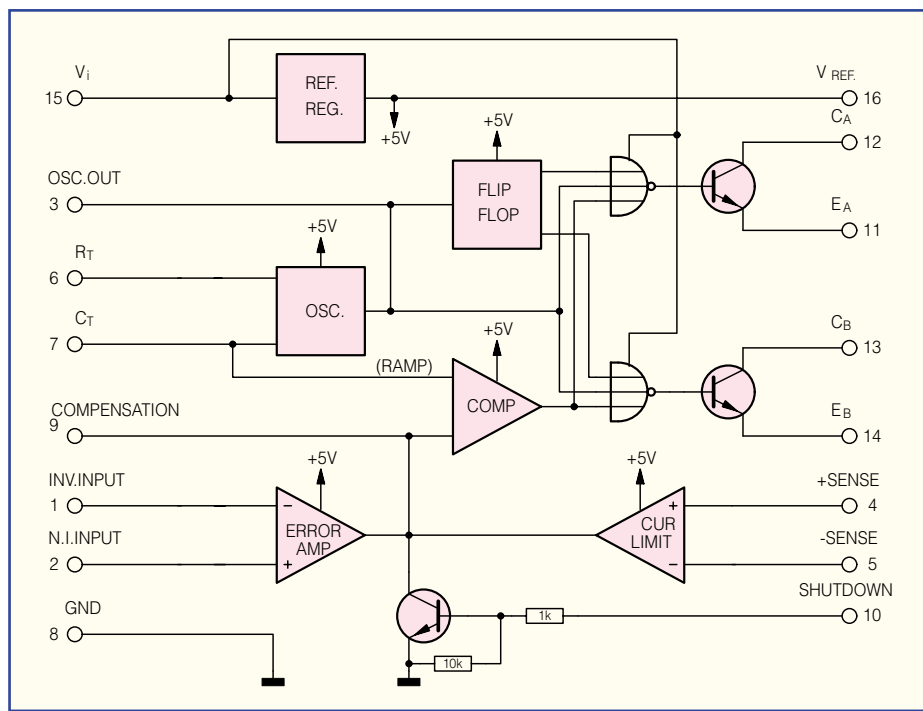 Vi
15
REF.
REG.
+5V
V REF.
16
CA
12
OSC.OUT
3
+5V
FLIP
FLOP
EA
11
RT
6
+5V
OSC.
CT
7
(RAMP)
+5V
COMP
CB
13
COMPENSATION
9
EB
14
INV.INPUT
1
+5V
−
ERROR
AMP
+
N.I.INPUT
2
+5V
+
CUR
LIMIT
−
+SENSE
4
-SENSE
5
GND
8
1k
10k
SHUTDOWN
10